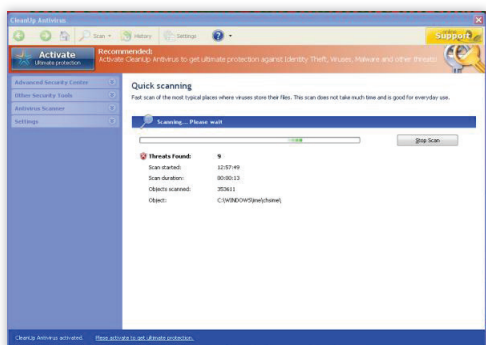 CleanUp Antivirus
Scan
History
Settings
Support
Activate
Ultimate protection
Recommended:
Activate CleanUp Antivirus to get ultimate protection against Identity Theft, Viruses, Malware and other threats!
Advanced Security Center
Other Security Tools
Antivirus Scanner
Settings
Quick scanning
Fast scan of the most typical places where viruses store their files. This scan does not take much time and is good for everyday use.
Scanning... Please wait
Stop Scan
Threats Found: 9
Scan started: 12:57:49
Scan duration: 00:00:13
Objects scanned: 353611
Object: C:\WINDOWS\ime\chsime\
CleanUp Antivirus activated.
Please activate to get ultimate protection.